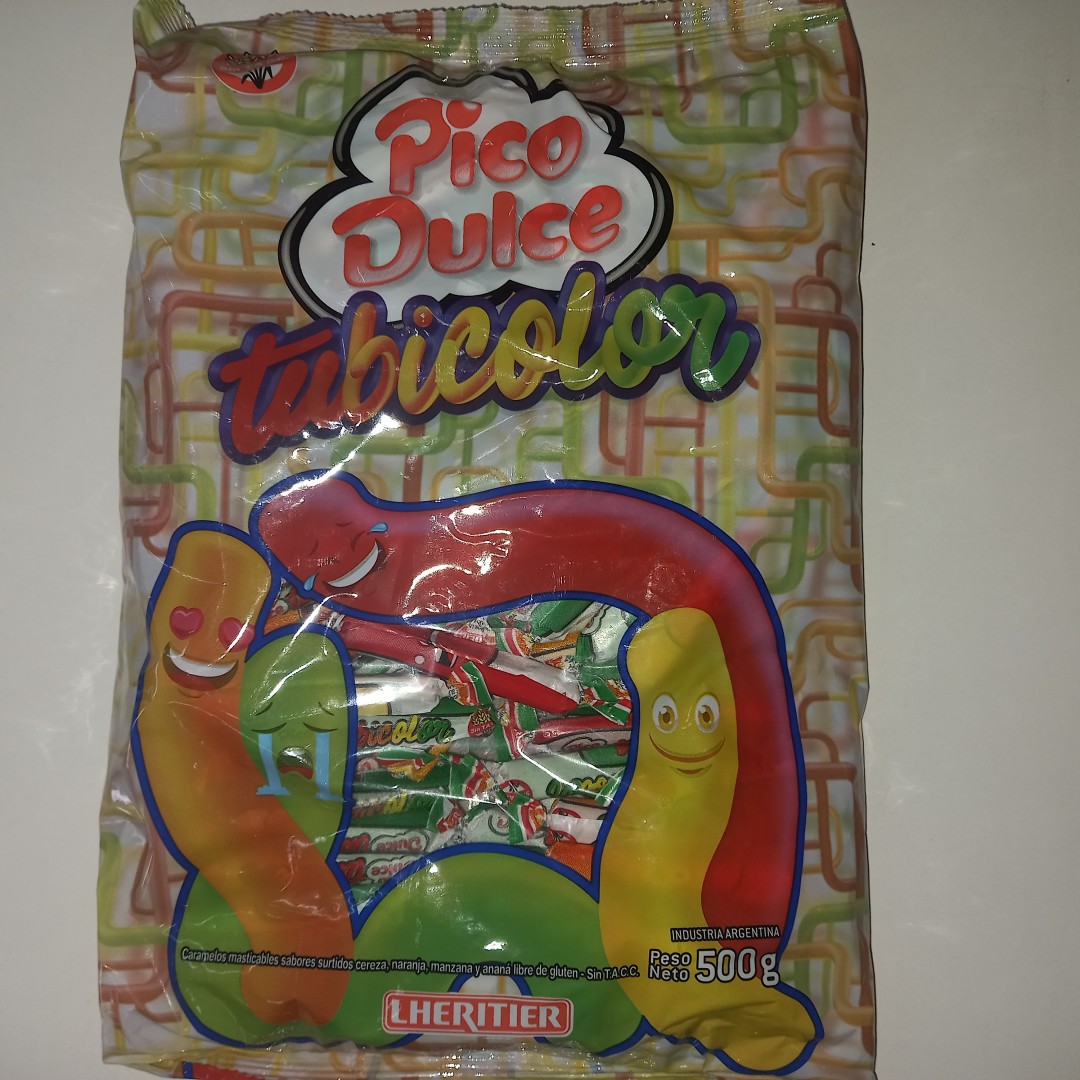 Pico
Dulce
tubicolor
bicolor
INDUSTRIA ARGENTINA
Caramelos masticables sabores surtidos cereza, naranja, manzana y ananá libre de gluten - Sin T.A.C.C.
Peso
Neto 500g
LHERITIER